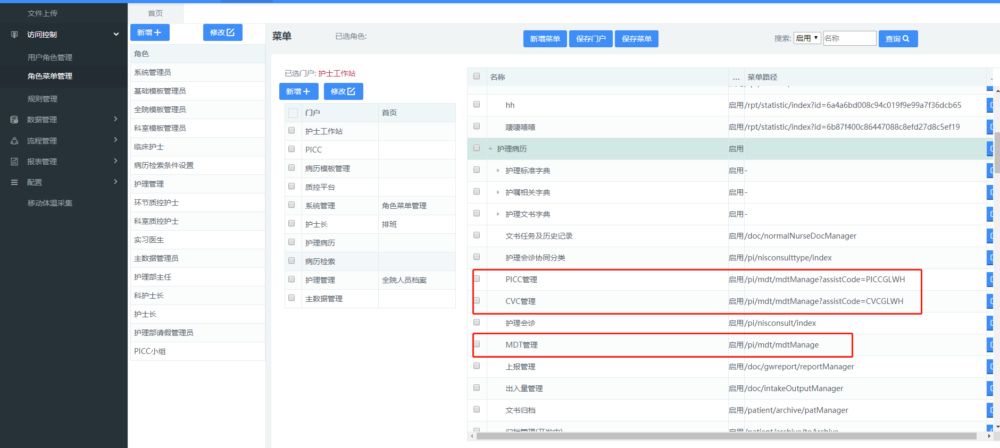 文件上传
访问控制
用户角色管理
角色菜单管理
规则管理
数据管理
流程管理
报表管理
配置
移动体温采集
首页
新增
修改
角色
系统管理员
基础模板管理员
全院模板管理员
科室模板管理员
临床护士
病历检索条件设置
护理管理
环节质控护士
科室质控护士
实习医生
主数据管理员
护理部主任
科护士长
护士长
护理部请假管理员
PICC小组
菜单
已选角色:
新增菜单
保存门户
保存菜单
搜索:
启用
名称
查询
已选门户: 护士工作站
新增
修改
门户 首页
护士工作站
PICC
病历模板管理
质控平台
系统管理 角色菜单管理
护士长 排班
护理病历
病历检索
护理管理 全院人员档案
主数据管理
名称 ... 菜单路径
hh 启用 /rpt/statistic/index?id=6a4a6bd008c94c019f9e99a7f36dcb65
啛啛喳喳 启用 /rpt/statistic/index?id=6b87f400c86447088c8efd27d8c5ef19
护理病历 启用
护理标准字典 启用 -
护嘱相关字典 启用 -
护理文书字典 启用 -
文书任务及历史记录 启用 /doc/normalNurseDocManager
护理会诊协同分类 启用 /pi/nisconsulttype/index
PICC管理 启用 /pi/mdt/mdtManage?assistCode=PICCGLWH
CVC管理 启用 /pi/mdt/mdtManage?assistCode=CVCGLWH
护理会诊 启用 /pi/nisconsult/index
MDT管理 启用 /pi/mdt/mdtManage
上报管理 启用 /doc/gwreport/reportManager
出入量管理 启用 /doc/intakeOutputManager
文书归档 启用 /patient/archive/patManager
归档管理(开发中) 启用 /patient/archive/toArchive